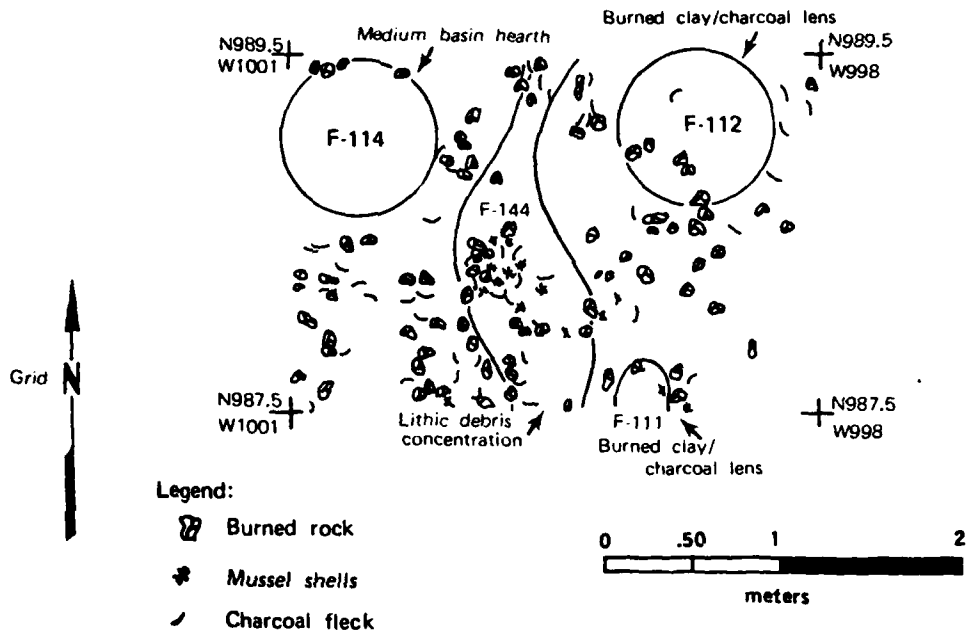 Burned clay/charcoal lens
N989.5
W1001
Medium basin hearth
N989.5
W998
F-114
F-112
F-144
Grid N
N987.5
W1001
Lithic debris
concentration
F-111
Burned clay/
charcoal lens
N987.5
W998
Legend:
Burned rock
Mussel shells
Charcoal fleck
0 .50 1 2
meters